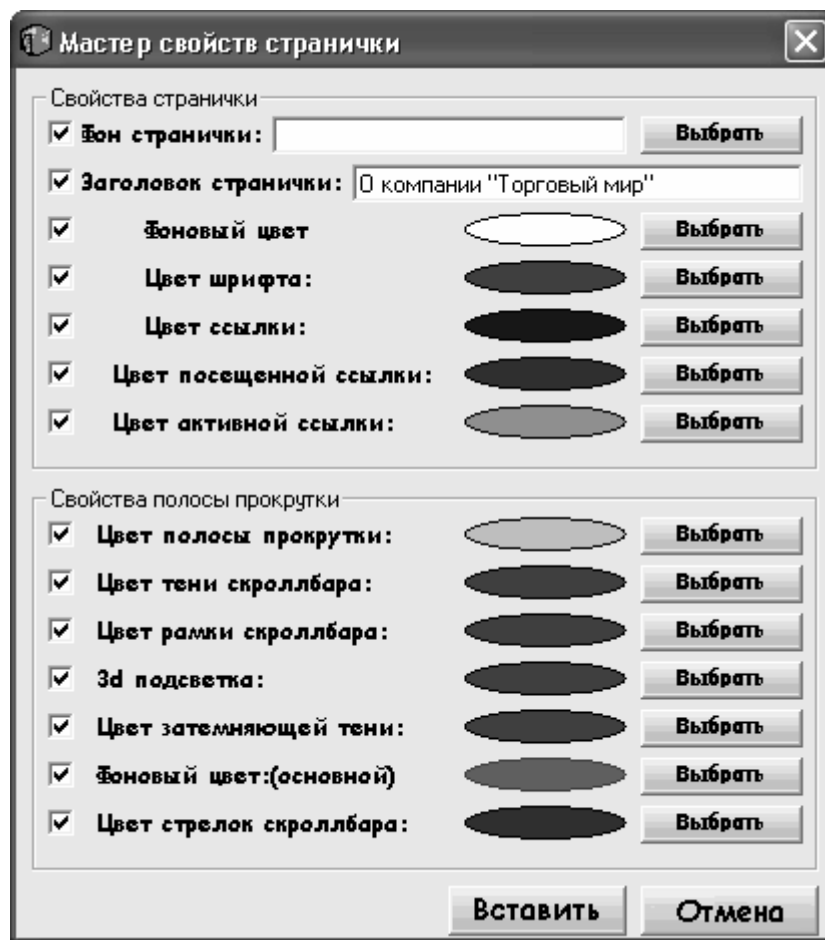 Мастер свойств странички
Свойства странички
Фон странички: Выбрать
Заголовок странички: О компании "Торговый мир"
Фоновый цвет Выбрать
Цвет шрифта: Выбрать
Цвет ссылки: Выбрать
Цвет посещенной ссылки: Выбрать
Цвет активной ссылки: Выбрать
Свойства полосы прокрутки
Цвет полосы прокрутки: Выбрать
Цвет тени скроллбара: Выбрать
Цвет рамки скроллбара: Выбрать
3d подсветка: Выбрать
Цвет затемняющей тени: Выбрать
Фоновый цвет:(основной) Выбрать
Цвет стрелок скроллбара: Выбрать
Вставить Отмена